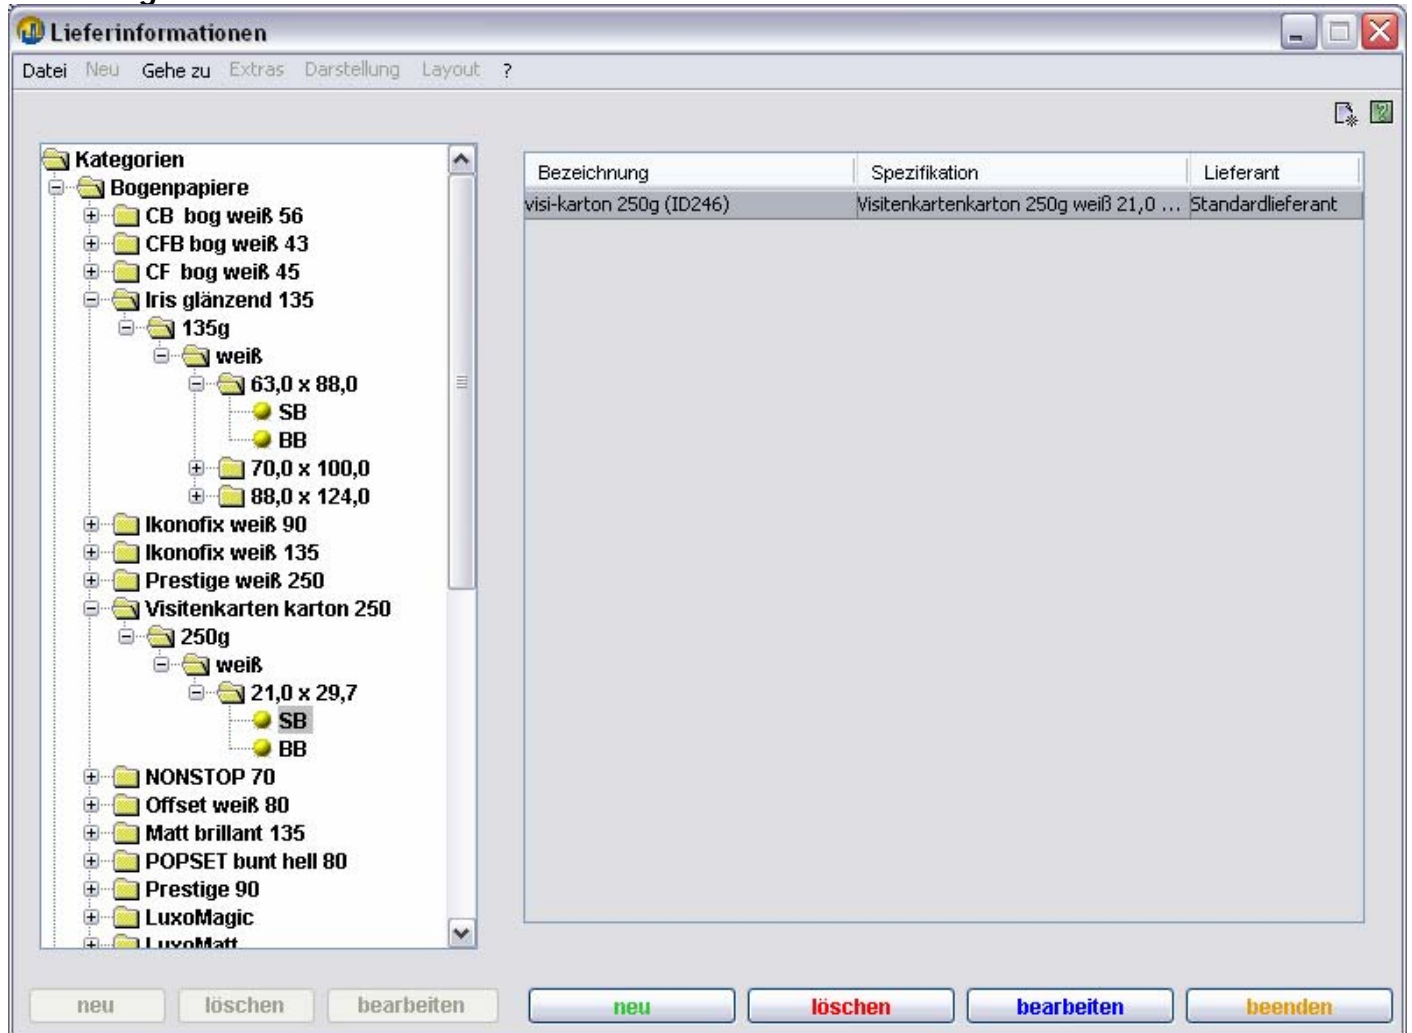 Lieferinformationen
Datei Neu Gehe zu Extras Darstellung Layout ?
Kategorien
Bogenpapiere
CB bog weiß 56
CFB bog weiß 43
CF bog weiß 45
Iris glänzend 135
135g
weiß
63,0 x 88,0
SB
BB
70,0 x 100,0
88,0 x 124,0
Ikonofix weiß 90
Ikonofix weiß 135
Prestige weiß 250
Visitenkarten karton 250
250g
weiß
21,0 x 29,7
SB
BB
NONSTOP 70
Offset weiß 80
Matt brillant 135
POPSET bunt hell 80
Prestige 90
LuxoMagic
LuxoMatt
Bezeichnung Spezifikation Lieferant
visi-karton 250g (ID246) Visitenkartenkarton 250g weiß 21,0 ... Standardlieferant
neu löschen bearbeiten neu löschen bearbeiten beenden